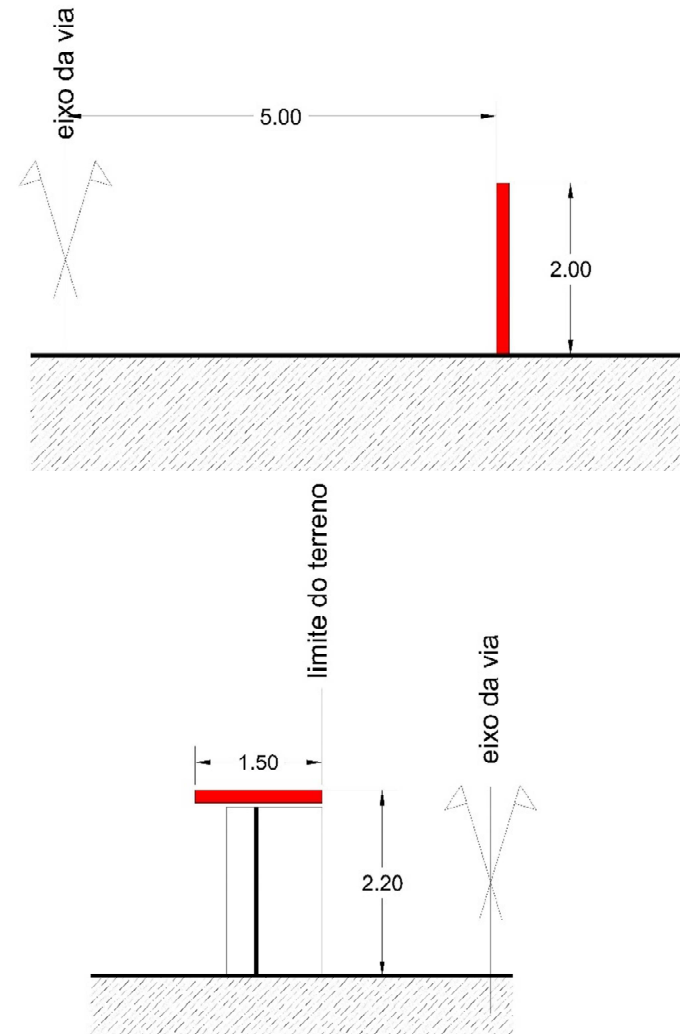 eixo da via
5.00
2.00
limite do terreno
eixo da via
1.50
2.20